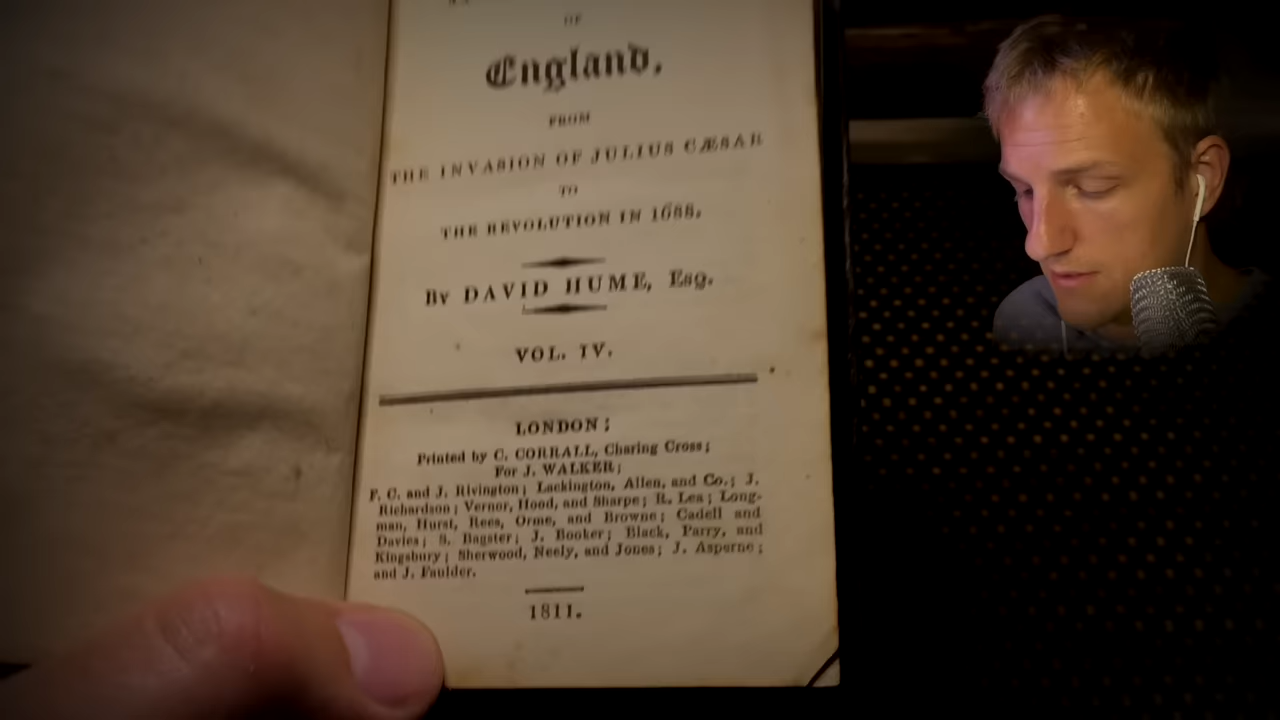 OF
England,
FROM
THE INVASION OF JULIUS CÆSAR
TO
THE REVOLUTION IN 1688.
By DAVID HUME, Esq.
VOL. IV.
LONDON:
Printed by C. CORRALL, Charing Cross;
For J. WALKER;
F. C. and J. Rivington; Lackington, Allen, and Co.; J.
Richardson; Vernor, Hood, and Sharpe; R. Lea; Long-
man, Hurst, Rees, Orme, and Browne; Cadell and
Davies; S. Bagster; J. Booker; Black, Parry, and
Kingsbury; Sherwood, Neely, and Jones; J. Asperne;
and J. Faulder.
1811.